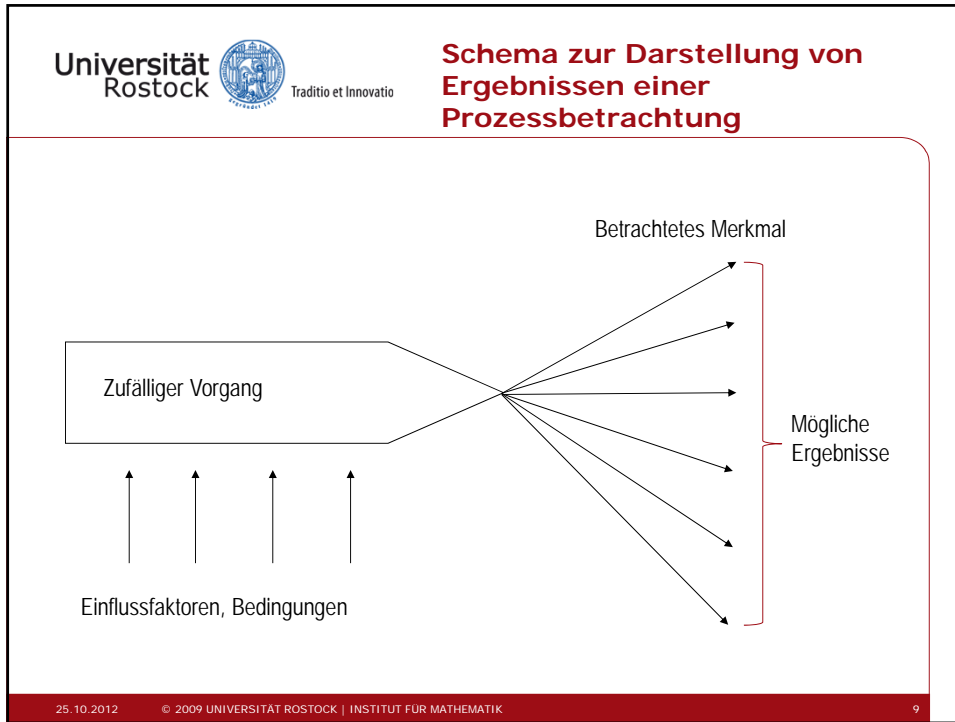 Universität
Rostock
Traditio et Innovatio
Schema zur Darstellung von
Ergebnissen einer
Prozessbetrachtung
Betrachtetes Merkmal
Zufälliger Vorgang
Mögliche
Ergebnisse
Einflussfaktoren, Bedingungen
25.10.2012 © 2009 UNIVERSITÄT ROSTOCK | INSTITUT FÜR MATHEMATIK 9